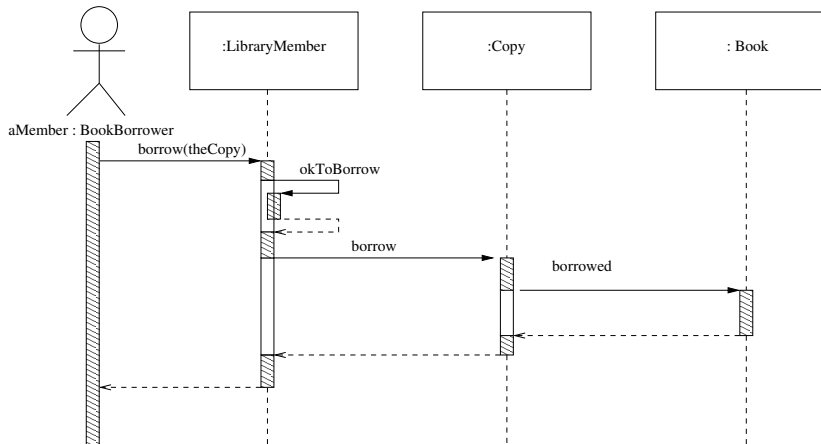 :LibraryMember
:Copy
: Book
aMember : BookBorrower
borrow(theCopy)
okToBorrow
borrow
borrowed